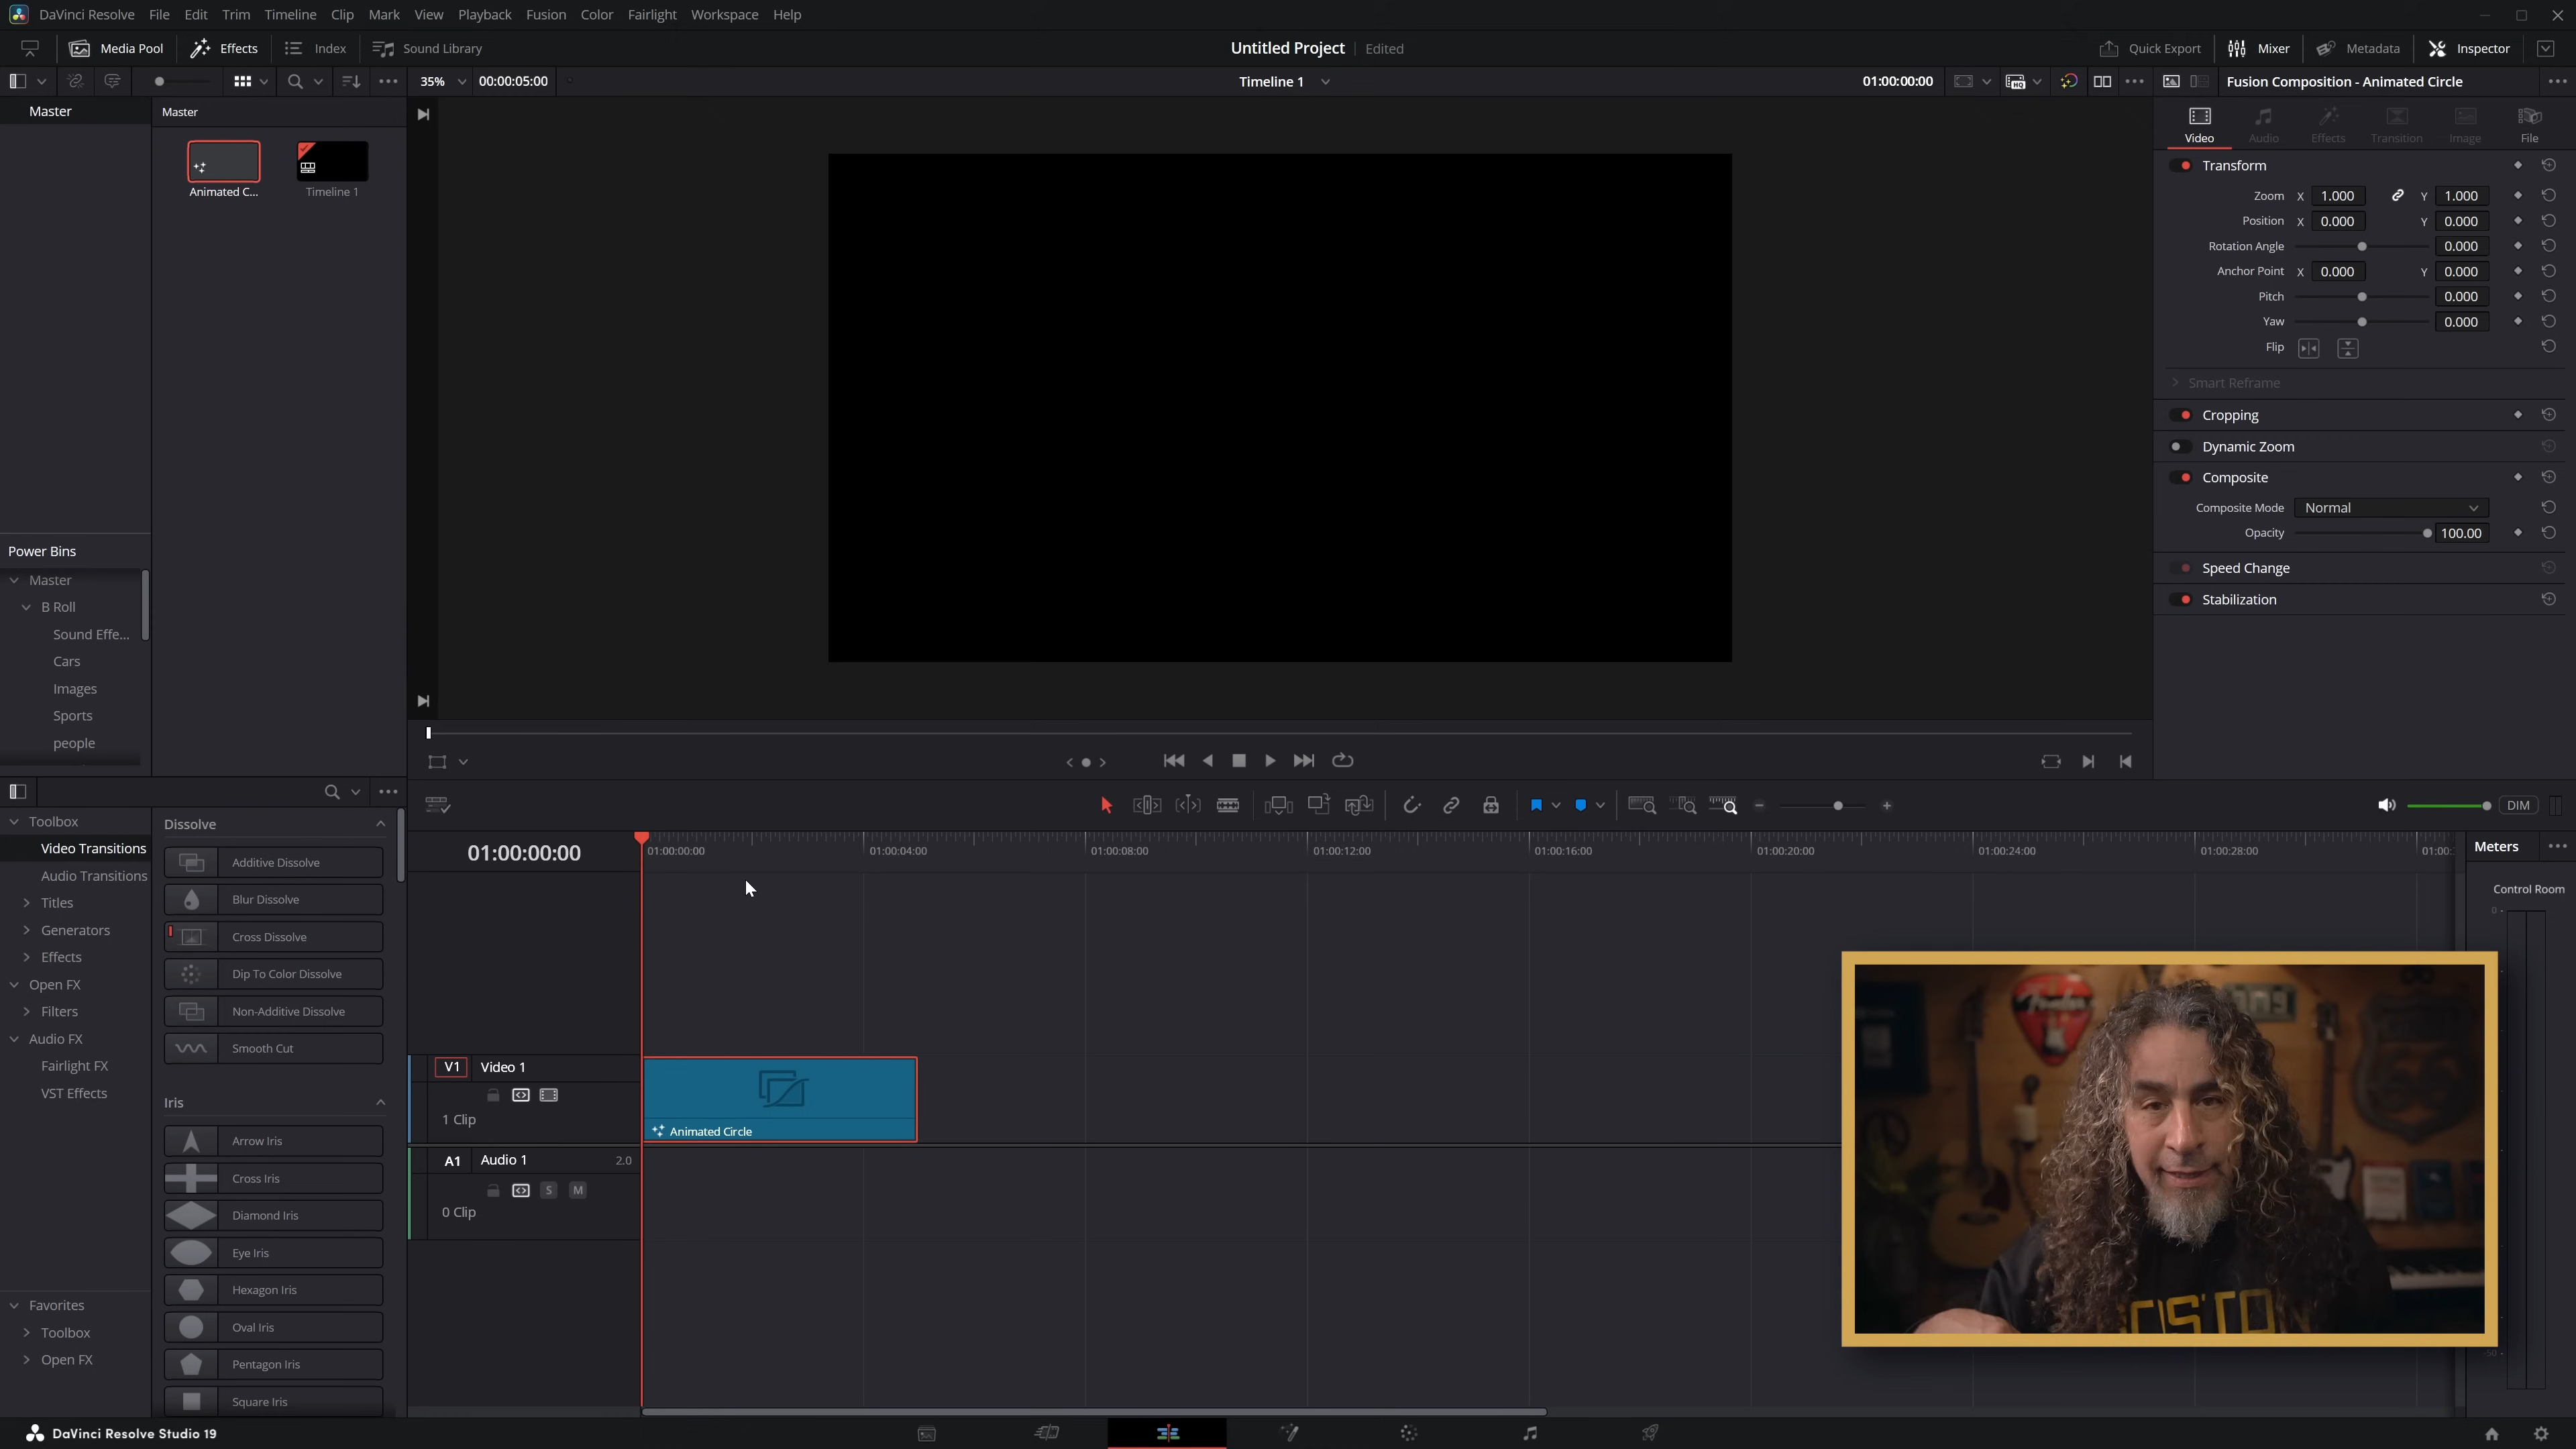 DaVinci Resolve File Edit Trim Timeline Clip Mark View Playback Fusion Color Fairlight Workspace Help
Media Pool Effects Index Sound Library Untitled Project Edited Quick Export Mixer Metadata Inspector
35% 00:00:05:00 Timeline 1 01:00:00:00 Fusion Composition - Animated Circle
Master Master
Animated C... Timeline 1
Video Audio Effects Transition Image File
Transform
Zoom X 1.000 Y 1.000
Position X 0.000 Y 0.000
Rotation Angle 0.000
Anchor Point X 0.000 Y 0.000
Pitch 0.000
Yaw 0.000
Flip
Smart Reframe
Cropping
Dynamic Zoom
Composite
Composite Mode Normal
Opacity 100.00
Speed Change
Stabilization
Power Bins
Master
B Roll
Sound Effe...
Cars
Images
Sports
people
DIM
Toolbox
Video Transitions
Audio Transitions
Titles
Generators
Effects
Open FX
Filters
Audio FX
Fairlight FX
VST Effects
Favorites
Toolbox
Open FX
Dissolve
Additive Dissolve
Blur Dissolve
Cross Dissolve
Dip To Color Dissolve
Non-Additive Dissolve
Smooth Cut
Iris
Arrow Iris
Cross Iris
Diamond Iris
Eye Iris
Hexagon Iris
Oval Iris
Pentagon Iris
Square Iris
01:00:00:00 01:00:00:00 01:00:04:00 01:00:08:00 01:00:12:00 01:00:16:00 01:00:20:00 01:00:24:00 01:00:28:00 01:00:
Meters
Control Room
0
V1 Video 1
1 Clip
Animated Circle
A1 Audio 1 2.0
S M
0 Clip
-50
Fender
DaVinci Resolve Studio 19